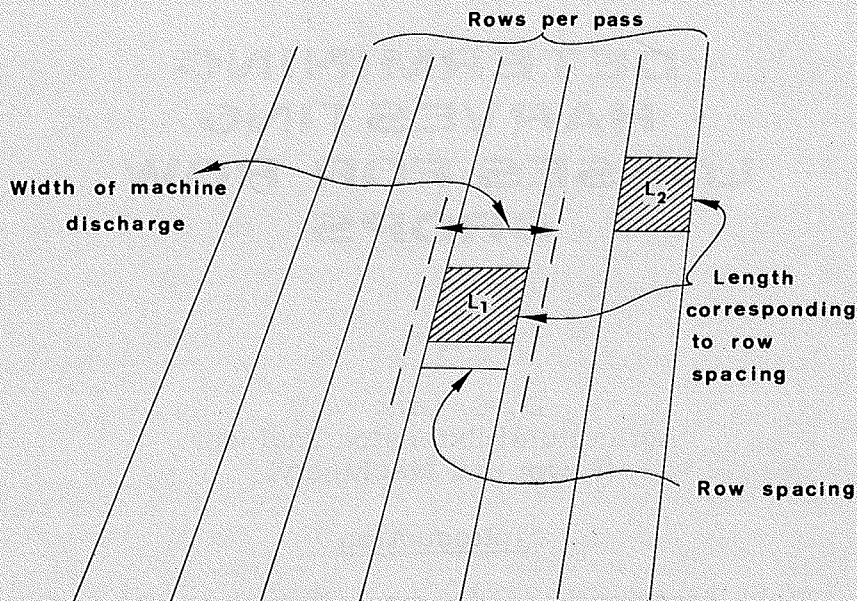 Rows per pass
Width of machine
discharge
L2
L1
Length
corresponding
to row
spacing
Row spacing